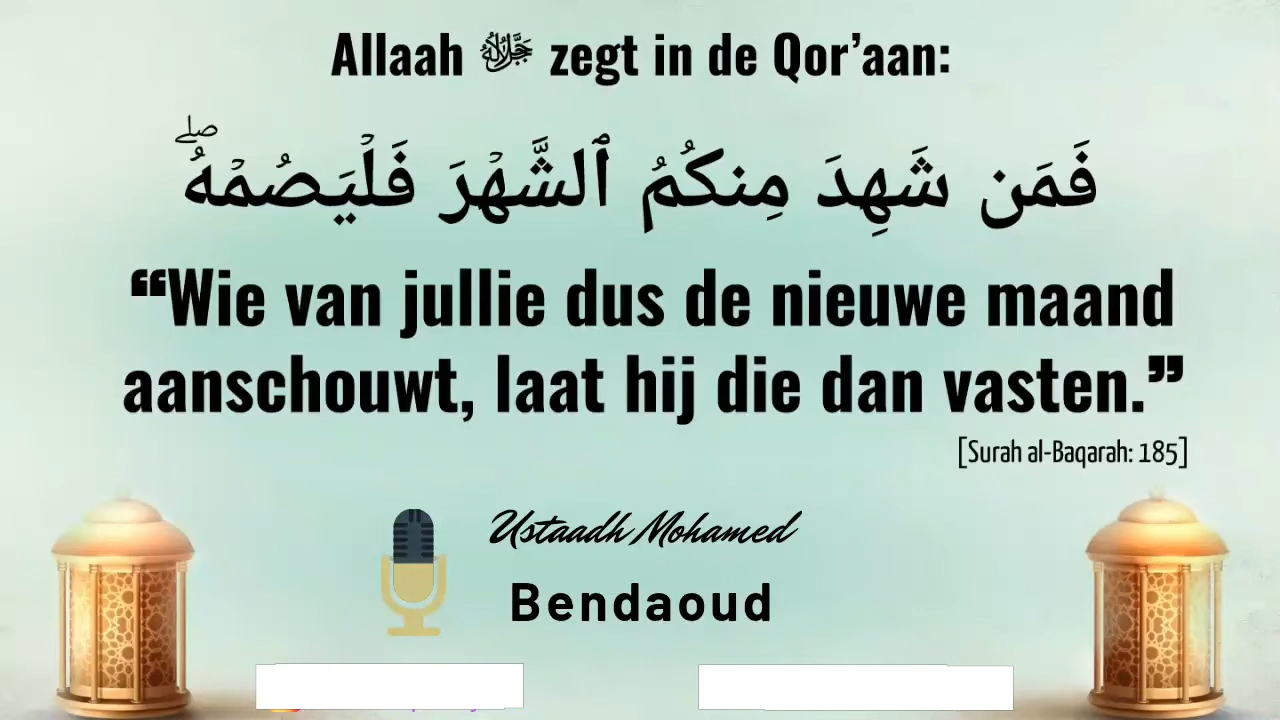 Allaah ﷻ zegt in de Qor’aan:
فَمَن شَهِدَ مِنكُمُ ٱلشَّهْرَ فَلْيَصُمْهُ ۖ
“Wie van jullie dus de nieuwe maand
aanschouwt, laat hij die dan vasten.”
[Surah al-Baqarah: 185]
Ustaadh Mohamed
Bendaoud